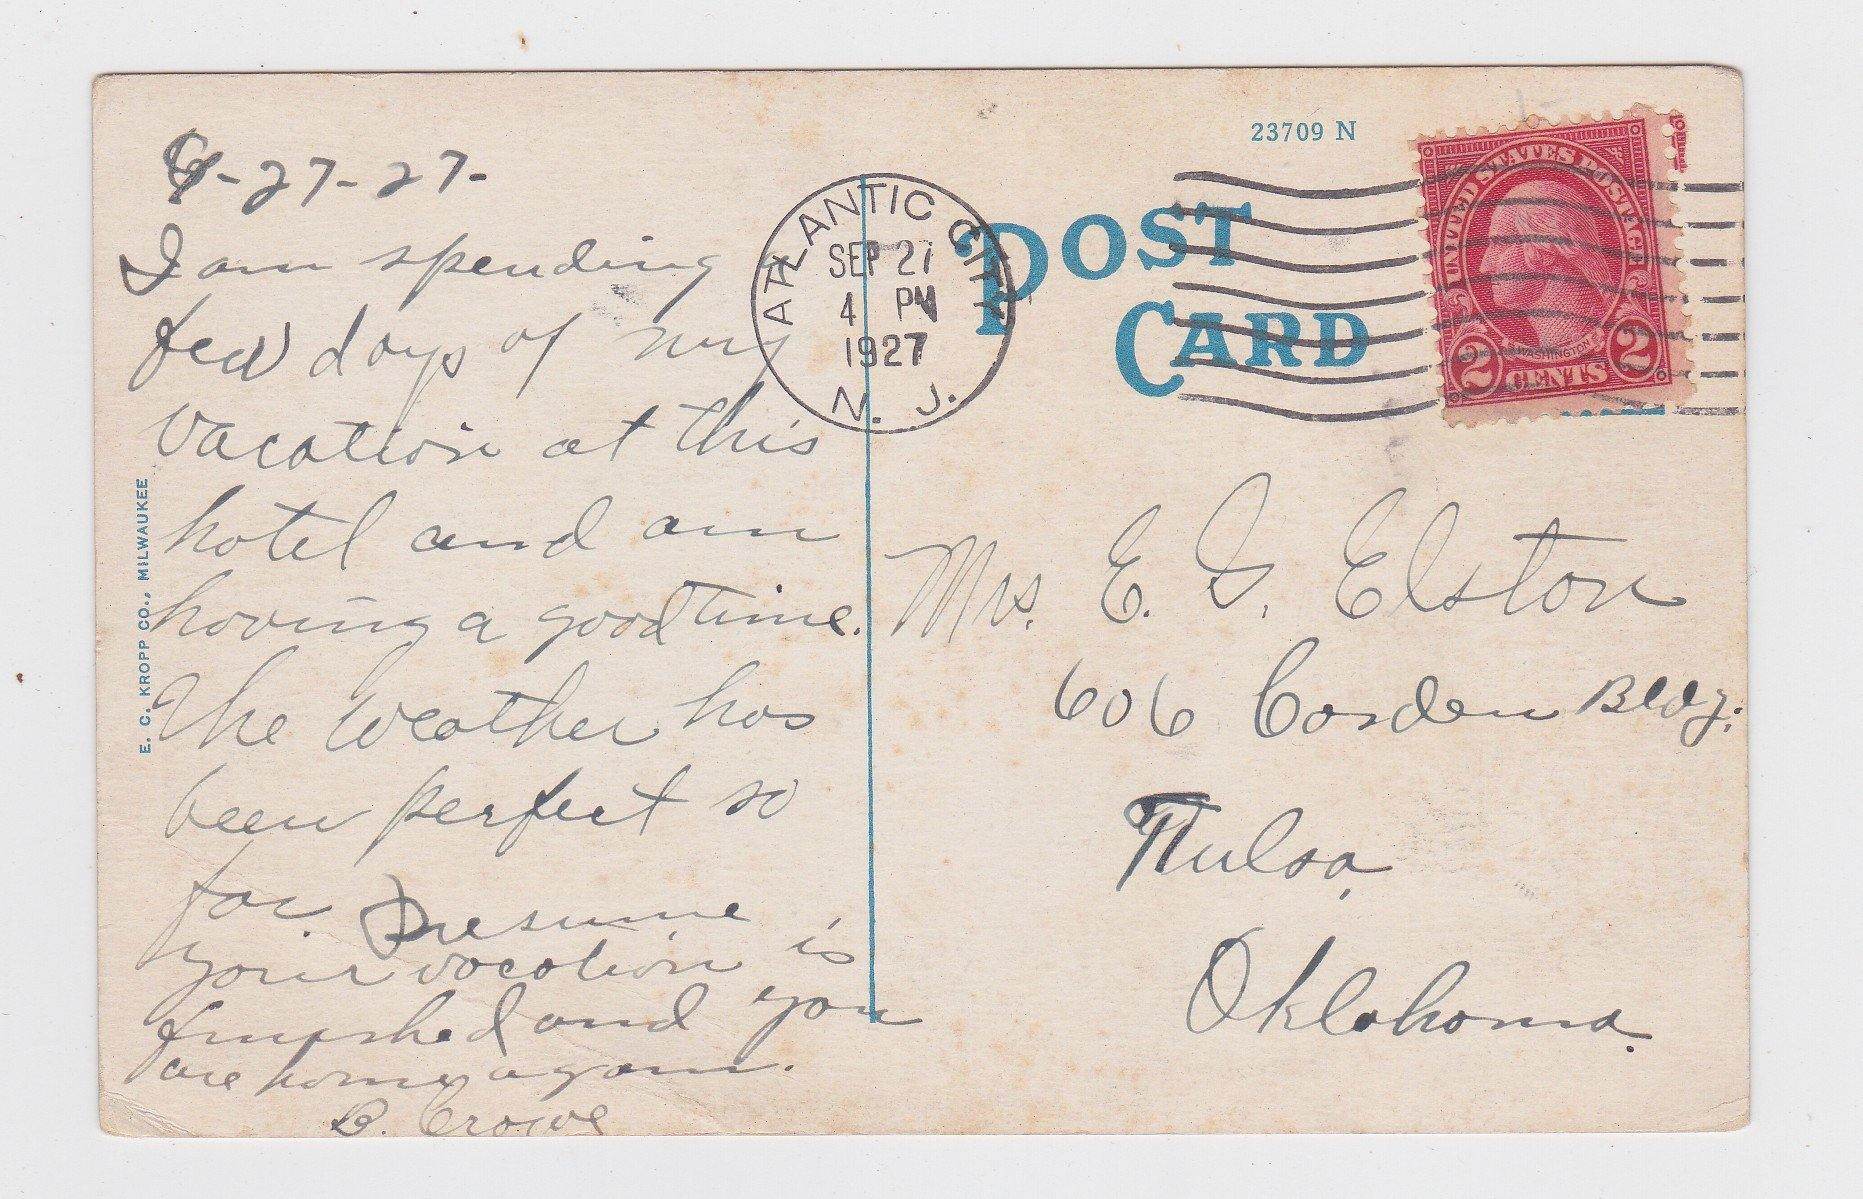 9-27-27-
I am spending a
few days of my
vacation at this
hotel and am
having a good time.
The weather has
been perfect so
far. Presume
your vacation is
finished and you
are home again.
B. Crowe
E. C. KROPP CO., MILWAUKEE
ATLANTIC CITY
SEP 27
4 PM
1927
N. J.
23709 N
POST
CARD
UNITED STATES POSTAGE
WASHINGTON
2 CENTS 2
Mrs. E. G. Elston
606 Cosden Bldg.
Tulsa,
Oklahoma.